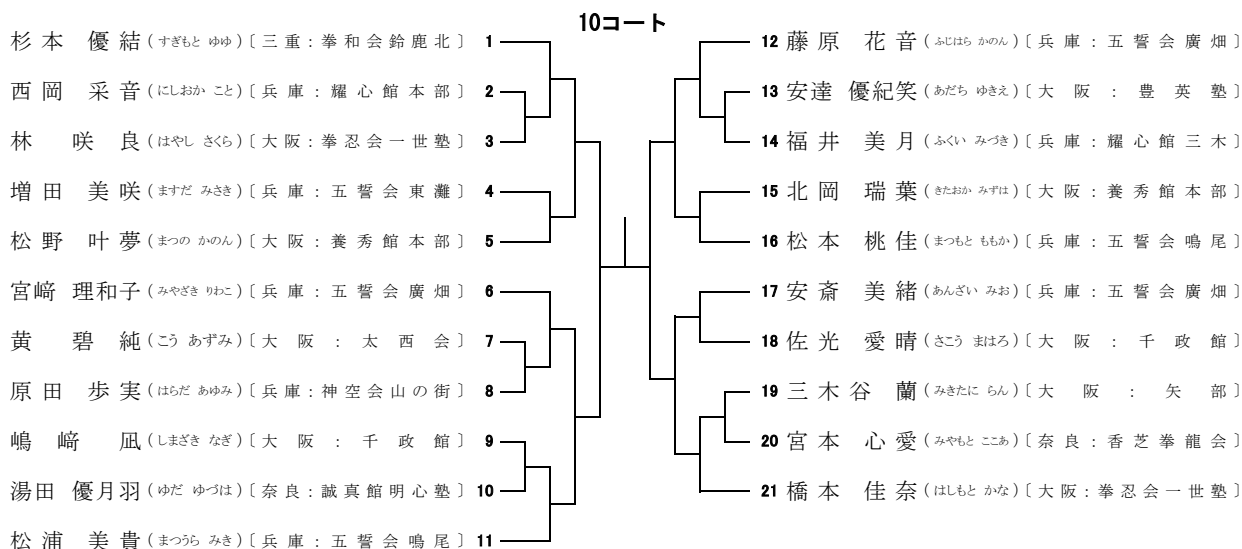 10コート
杉本 優結(すぎもと ゆゆ)〔三重:拳和会鈴鹿北〕 1
西岡 采音(にしおか こと)〔兵庫:耀心館本部〕 2
林 咲良(はやし さくら)〔大阪:拳忍会一世塾〕 3
増田 美咲(ますだ みさき)〔兵庫:五誓会東灘〕 4
松野 叶夢(まつの かのん)〔大阪:養秀館本部〕 5
宮﨑 理和子(みやざき りわこ)〔兵庫:五誓会廣畑〕 6
黄 碧純(こう あずみ)〔大阪:太西会〕 7
原田 歩実(はらだ あゆみ)〔兵庫:神空会山の街〕 8
嶋﨑 凪(しまざき なぎ)〔大阪:千政館〕 9
湯田 優月羽(ゆだ ゆづは)〔奈良:誠真館明心塾〕 10
松浦 美貴(まつうら みき)〔兵庫:五誓会鳴尾〕 11
12 藤原 花音(ふじはら かのん)〔兵庫:五誓会廣畑〕
13 安達 優紀笑(あだち ゆきえ)〔大阪:豊英塾〕
14 福井 美月(ふくい みづき)〔兵庫:耀心館三木〕
15 北岡 瑞葉(きたおか みずは)〔大阪:養秀館本部〕
16 松本 桃佳(まつもと ももか)〔兵庫:五誓会鳴尾〕
17 安斎 美緒(あんざい みお)〔兵庫:五誓会廣畑〕
18 佐光 愛晴(さこう まはろ)〔大阪:千政館〕
19 三木谷 蘭(みきたに らん)〔大阪:矢部〕
20 宮本 心愛(みやもと ここあ)〔奈良:香芝拳龍会〕
21 橋本 佳奈(はしもと かな)〔大阪:拳忍会一世塾〕